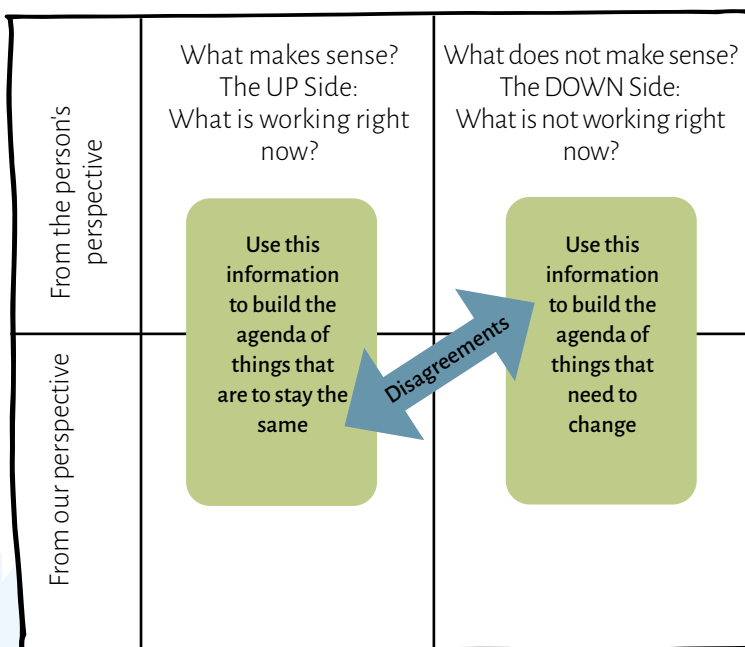 What makes sense?
The UP Side:
What is working right
now?
What does not make sense?
The DOWN Side:
What is not working right
now?
From the person's
perspective
Use this
information
to build the
agenda of
things that
are to stay the
same
Disagreements
Use this
information
to build the
agenda of
things that
need to
change
From our perspective